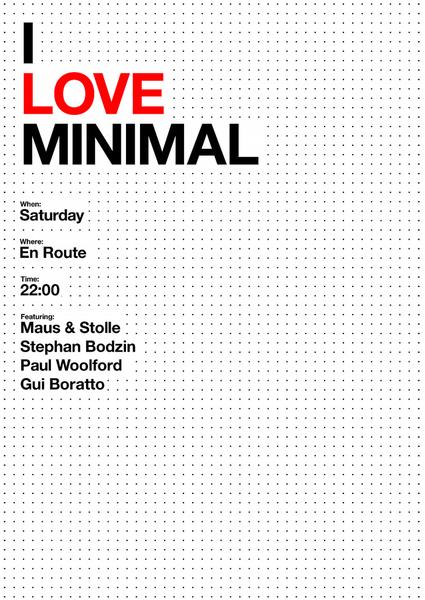 I
LOVE
MINIMAL
When:
Saturday
Where:
En Route
Time:
22:00
Featuring:
Maus & Stolle
Stephan Bodzin
Paul Woolford
Gui Boratto